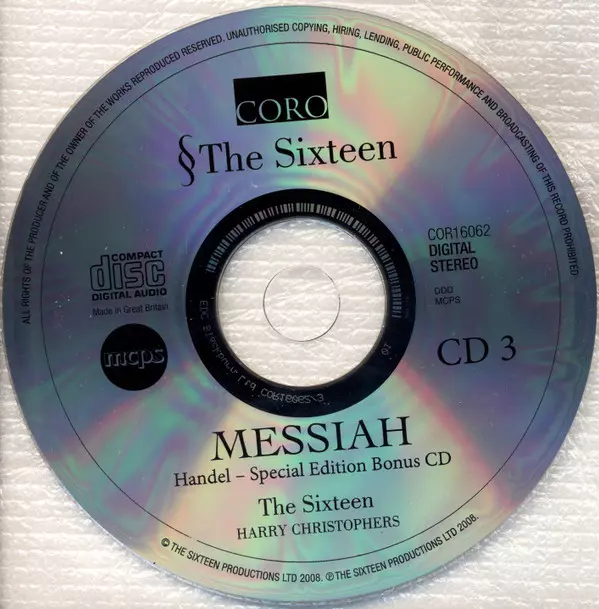 ALL RIGHTS OF THE PRODUCER AND OF THE OWNER OF THE WORKS REPRODUCED RESERVED. UNAUTHORISED COPYING, HIRING, LENDING, PUBLIC PERFORMANCE AND BROADCASTING OF THIS RECORD PROHIBITED.
CORO
§ The Sixteen
COMPACT
disc
DIGITAL AUDIO
Made in Great Britain
mcps
COR16062
DIGITAL
STEREO
DDD
MCPS
CD 3
MESSIAH
Handel – Special Edition Bonus CD
The Sixteen
HARRY CHRISTOPHERS
© THE SIXTEEN PRODUCTIONS LTD 2008. ℗ THE SIXTEEN PRODUCTIONS LTD 2008.